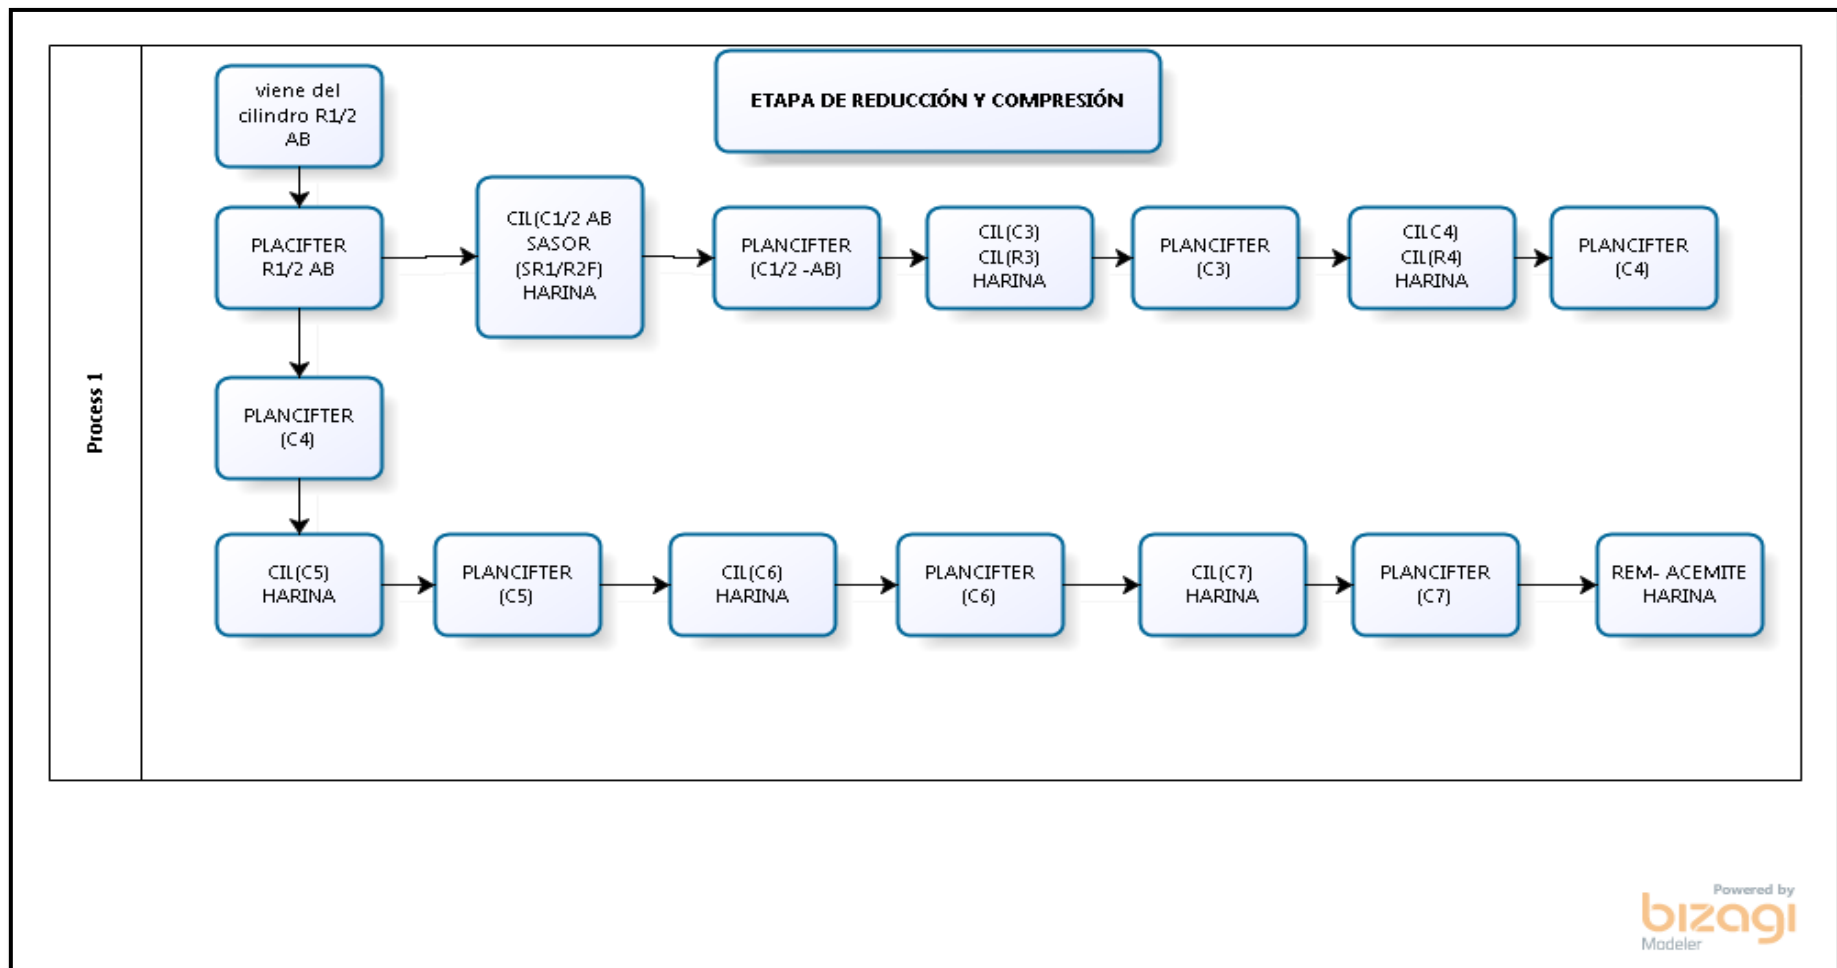 Process 1
ETAPA DE REDUCCIÓN Y COMPRESIÓN
viene del
cilindro R1/2
AB
PLACIFTER
R1/2 AB
CIL(C1/2 AB
SASOR
(SR1/R2F)
HARINA
PLANCIFTER
(C1/2 -AB)
CIL(C3)
CIL(R3)
HARINA
PLANCIFTER
(C3)
CILC4)
CIL(R4)
HARINA
PLANCIFTER
(C4)
PLANCIFTER
(C4)
CIL(C5)
HARINA
PLANCIFTER
(C5)
CIL(C6)
HARINA
PLANCIFTER
(C6)
CIL(C7)
HARINA
PLANCIFTER
(C7)
REM- ACEMITE
HARINA
Powered by
bizagi
Modeler